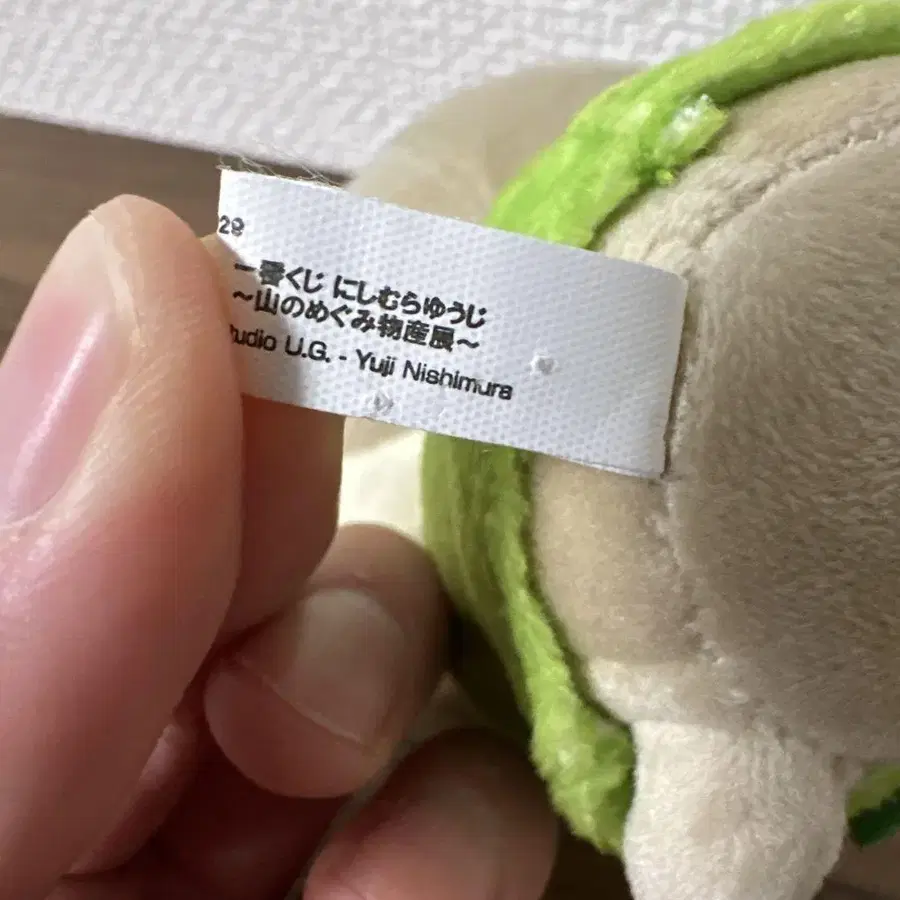 29
一番くじ にしむらゆうじ
～山のめぐみ物産展～
tudio U.G. - Yuji Nishimura